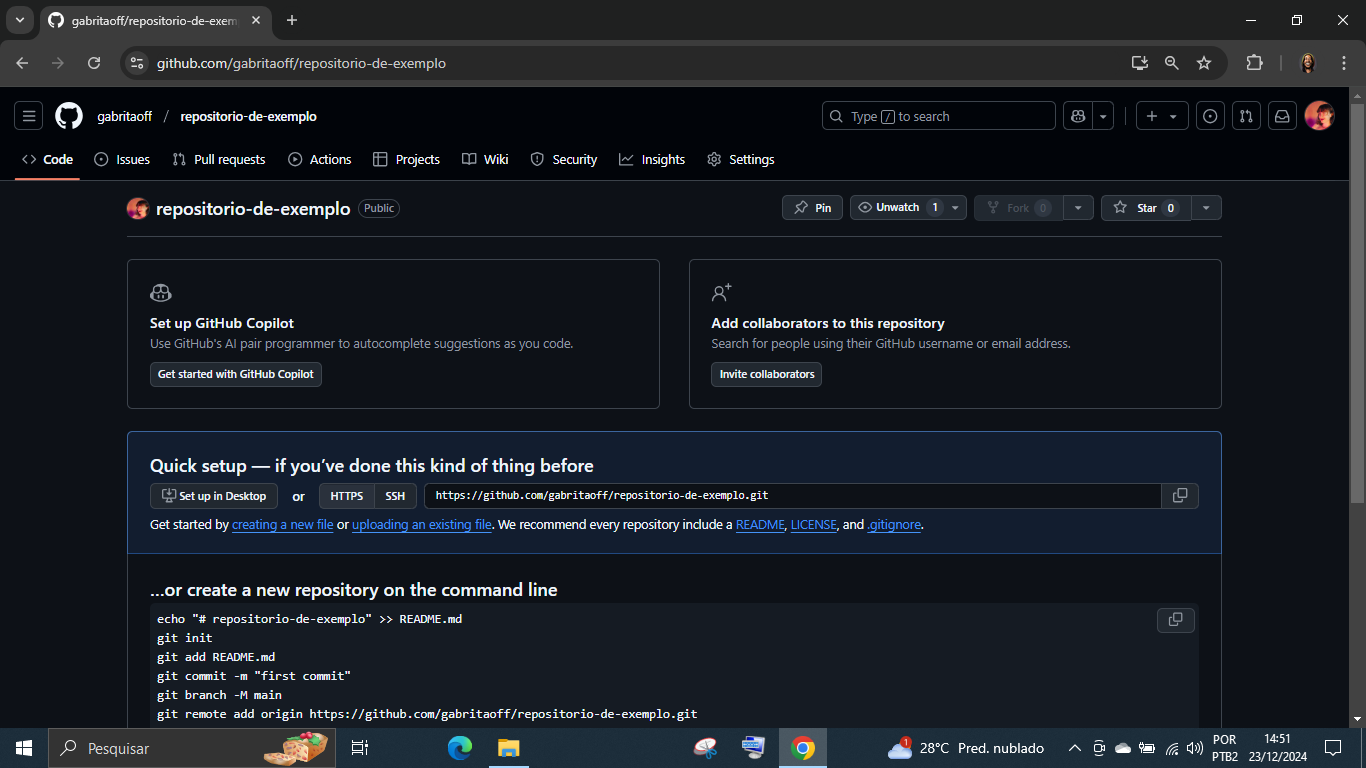 gabritaoff/repositorio-de-exem
github.com/gabritaoff/repositorio-de-exemplo
gabritaoff / repositorio-de-exemplo
Type / to search
Code Issues Pull requests Actions Projects Wiki Security Insights Settings
repositorio-de-exemplo Public
Pin Unwatch 1 Fork 0 Star 0
Set up GitHub Copilot
Use GitHub's AI pair programmer to autocomplete suggestions as you code.
Get started with GitHub Copilot
Add collaborators to this repository
Search for people using their GitHub username or email address.
Invite collaborators
Quick setup — if you’ve done this kind of thing before
Set up in Desktop or HTTPS SSH https://github.com/gabritaoff/repositorio-de-exemplo.git
Get started by creating a new file or uploading an existing file. We recommend every repository include a README, LICENSE, and .gitignore.
…or create a new repository on the command line
echo "# repositorio-de-exemplo" >> README.md
git init
git add README.md
git commit -m "first commit"
git branch -M main
git remote add origin https://github.com/gabritaoff/repositorio-de-exemplo.git
Pesquisar
1
28°C Pred. nublado
POR
PTB2
14:51
23/12/2024